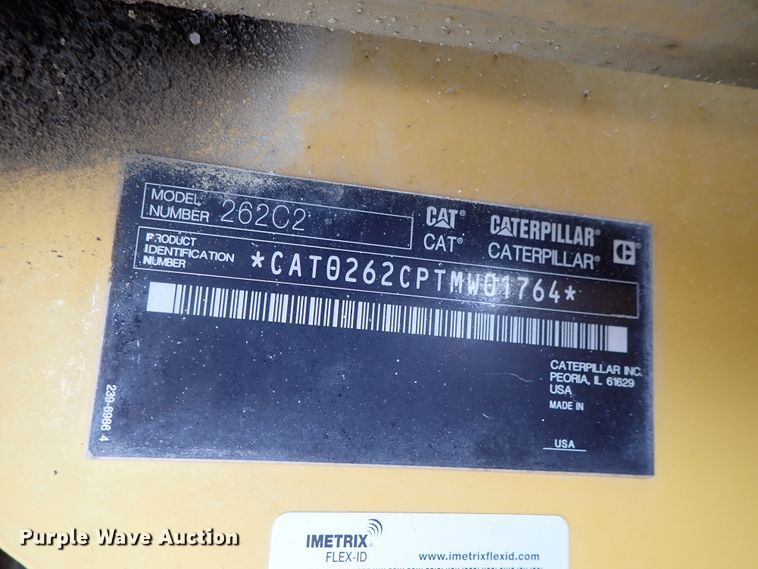 MODEL NUMBER 262C2
CAT® CATERPILLAR®
CAT® CATERPILLAR®
PRODUCT IDENTIFICATION NUMBER *CAT0262CPTMW01764*
CATERPILLAR INC.
PEORIA, IL 61629
USA
MADE IN
USA
239-6986 4
IMETRIX
FLEX-ID
www.imetrixflexid.com
Purple Wave Auction